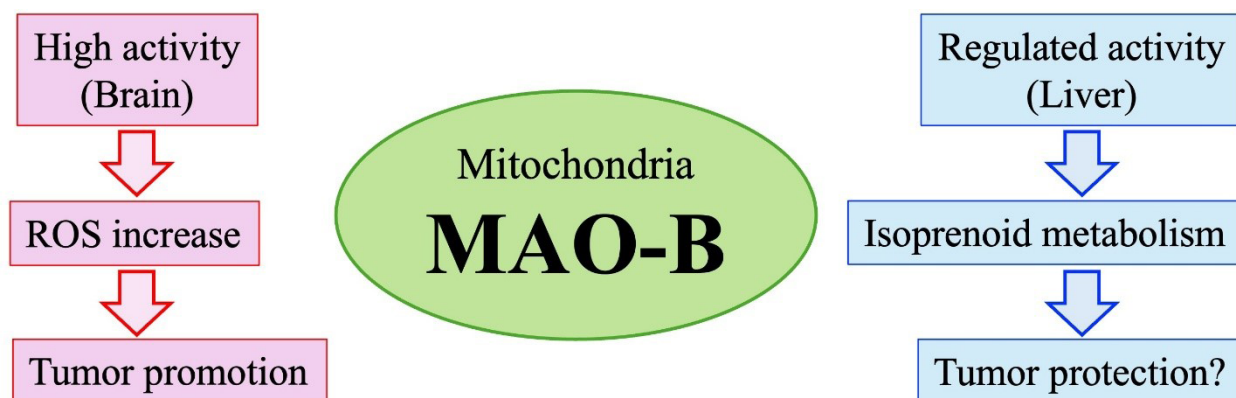 High activity
(Brain)
ROS increase
Tumor promotion
Mitochondria
MAO-B
Regulated activity
(Liver)
Isoprenoid metabolism
Tumor protection?